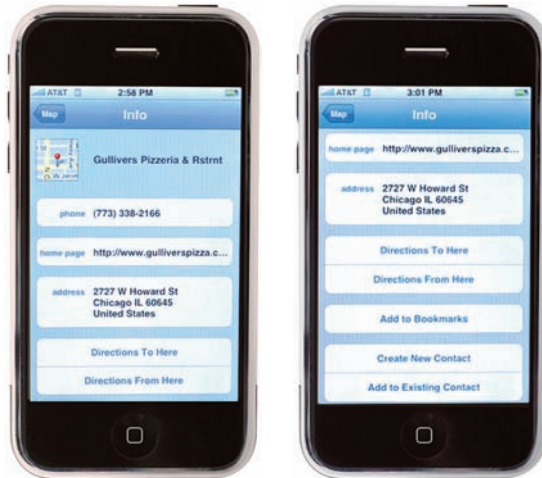 AT&T 2:58 PM
Map Info
Gullivers Pizzeria & Rstrnt
phone (773) 338-2166
home page http://www.gulliverspizza.c...
address 2727 W Howard St
Chicago IL 60645
United States
Directions To Here
Directions From Here
AT&T 3:01 PM
Map Info
home page http://www.gulliverspizza.c...
address 2727 W Howard St
Chicago IL 60645
United States
Directions To Here
Directions From Here
Add to Bookmarks
Create New Contact
Add to Existing Contact